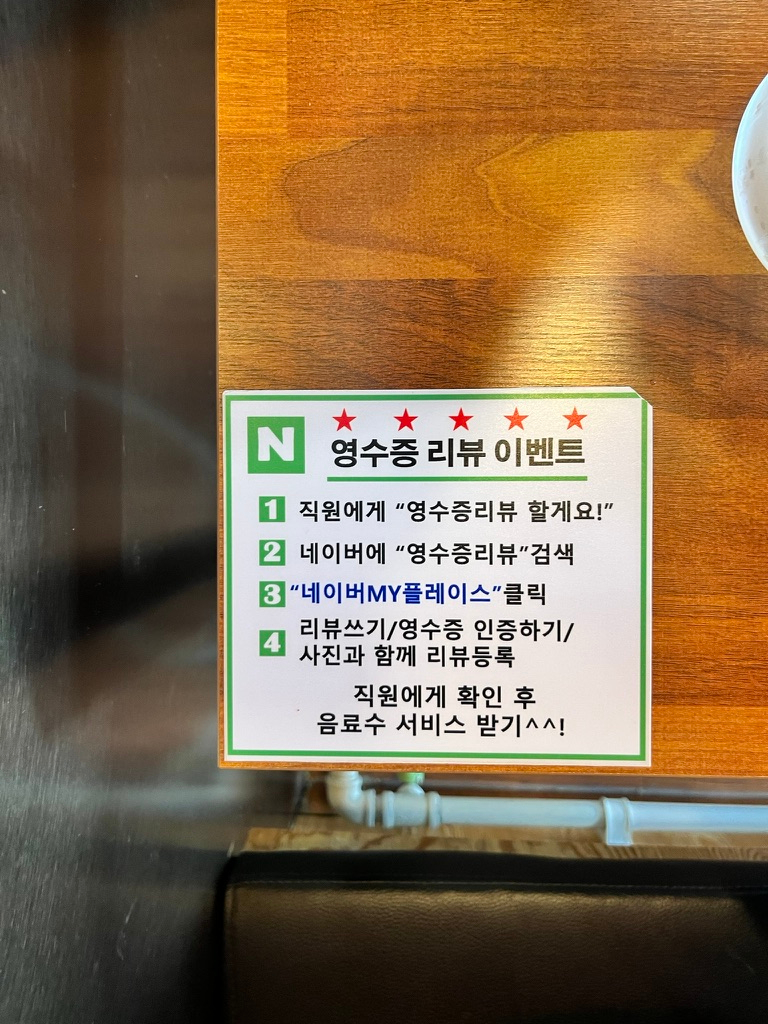 N
영수증 리뷰 이벤트
1 직원에게 “영수증리뷰 할게요!”
2 네이버에 “영수증리뷰”검색
3 “네이버MY플레이스”클릭
4 리뷰쓰기/영수증 인증하기/
사진과 함께 리뷰등록
직원에게 확인 후
음료수 서비스 받기^^!